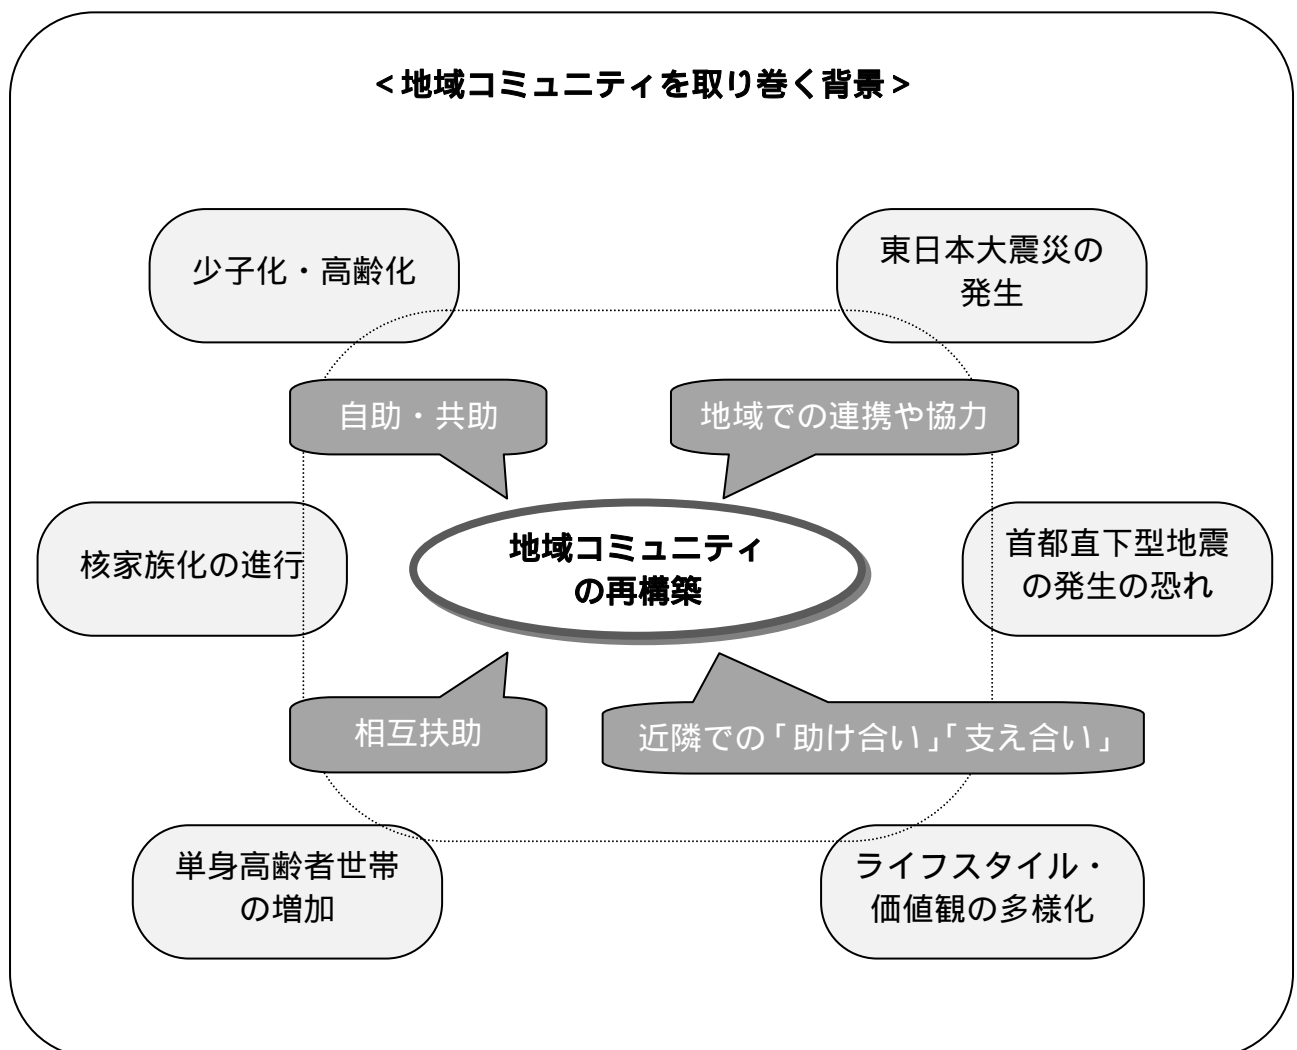 ＜地域コミュニティを取り巻く背景＞
少子化・高齢化
東日本大震災の
発生
自助・共助
地域での連携や協力
核家族化の進行
地域コミュニティ
の再構築
首都直下型地震
の発生の恐れ
相互扶助
近隣での「助け合い」「支え合い」
単身高齢者世帯
の増加
ライフスタイル・
価値観の多様化